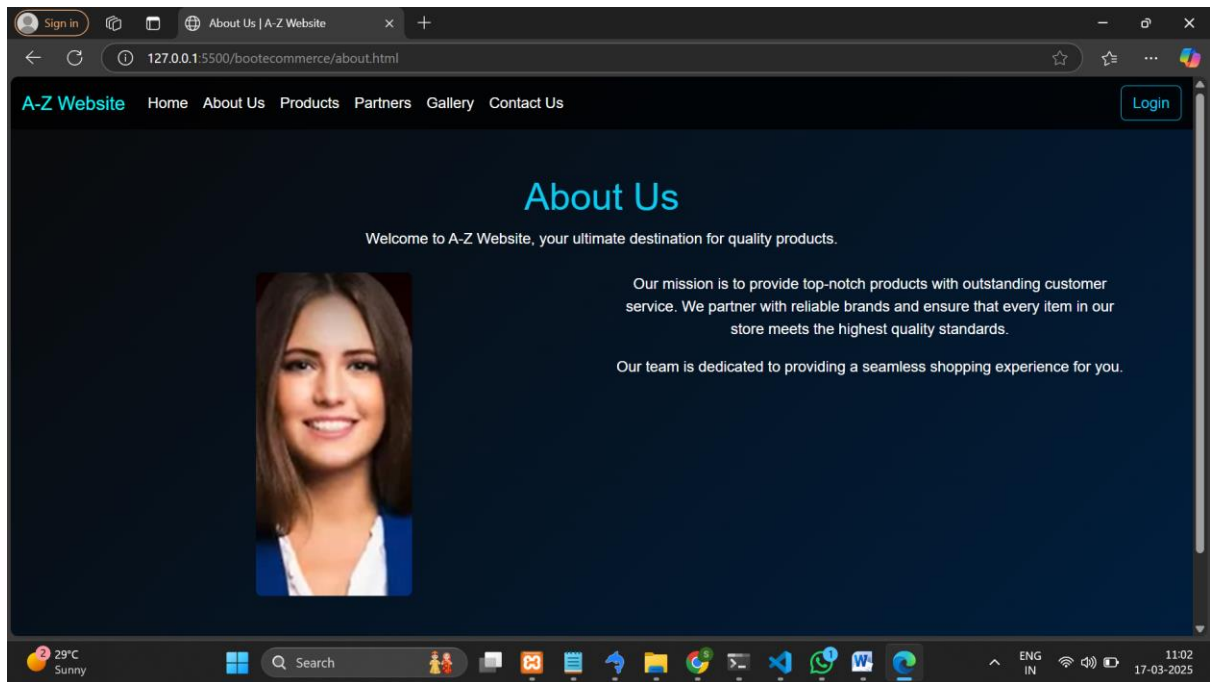 Sign in
About Us | A-Z Website
127.0.0.1:5500/bootecommerce/about.html
A-Z Website Home About Us Products Partners Gallery Contact Us Login
About Us
Welcome to A-Z Website, your ultimate destination for quality products.
Our mission is to provide top-notch products with outstanding customer
service. We partner with reliable brands and ensure that every item in our
store meets the highest quality standards.
Our team is dedicated to providing a seamless shopping experience for you.
2 29°C
Sunny
Search
S
1
W
ENG
IN
11:02
17-03-2025